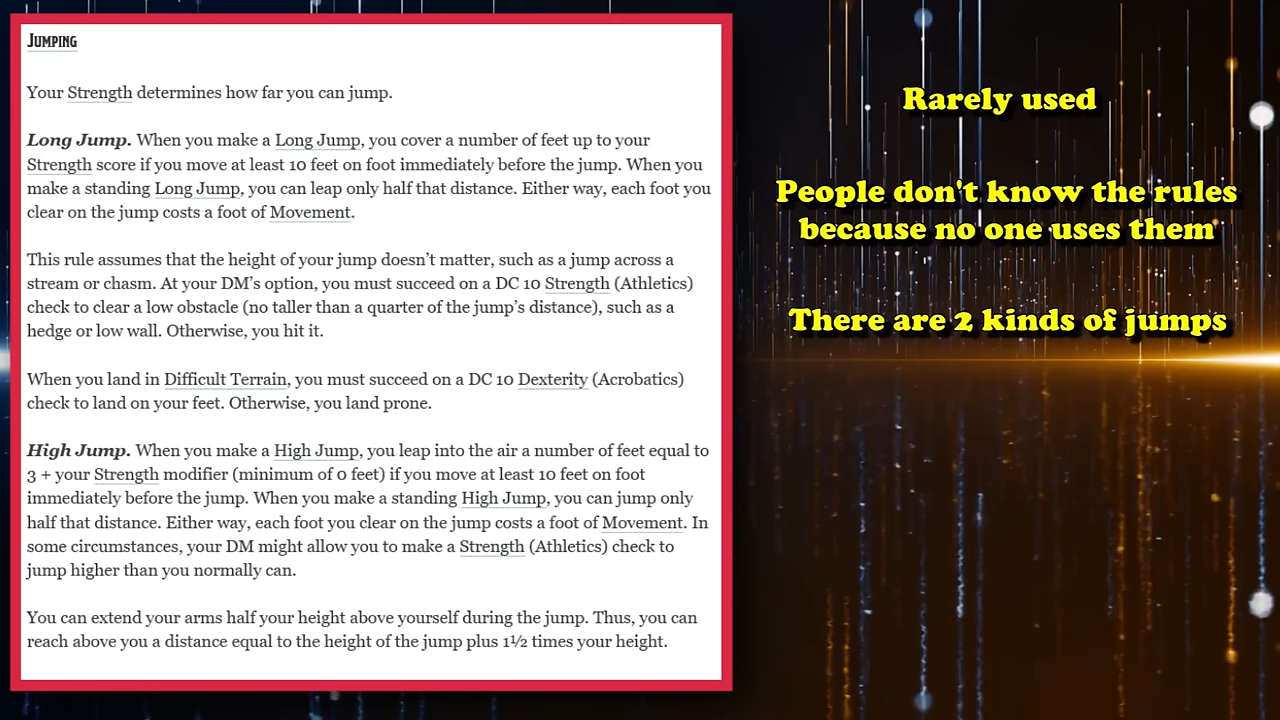 Jumping
Your Strength determines how far you can jump.
Long Jump. When you make a Long Jump, you cover a number of feet up to your
Strength score if you move at least 10 feet on foot immediately before the jump. When you
make a standing Long Jump, you can leap only half that distance. Either way, each foot you
clear on the jump costs a foot of Movement.
This rule assumes that the height of your jump doesn't matter, such as a jump across a
stream or chasm. At your DM's option, you must succeed on a DC 10 Strength (Athletics)
check to clear a low obstacle (no taller than a quarter of the jump's distance), such as a
hedge or low wall. Otherwise, you hit it.
When you land in Difficult Terrain, you must succeed on a DC 10 Dexterity (Acrobatics)
check to land on your feet. Otherwise, you land prone.
High Jump. When you make a High Jump, you leap into the air a number of feet equal to
3 + your Strength modifier (minimum of 0 feet) if you move at least 10 feet on foot
immediately before the jump. When you make a standing High Jump, you can jump only
half that distance. Either way, each foot you clear on the jump costs a foot of Movement. In
some circumstances, your DM might allow you to make a Strength (Athletics) check to
jump higher than you normally can.
You can extend your arms half your height above yourself during the jump. Thus, you can
reach above you a distance equal to the height of the jump plus 1½ times your height.
Rarely used
People don't know the rules
because no one uses them
There are 2 kinds of jumps